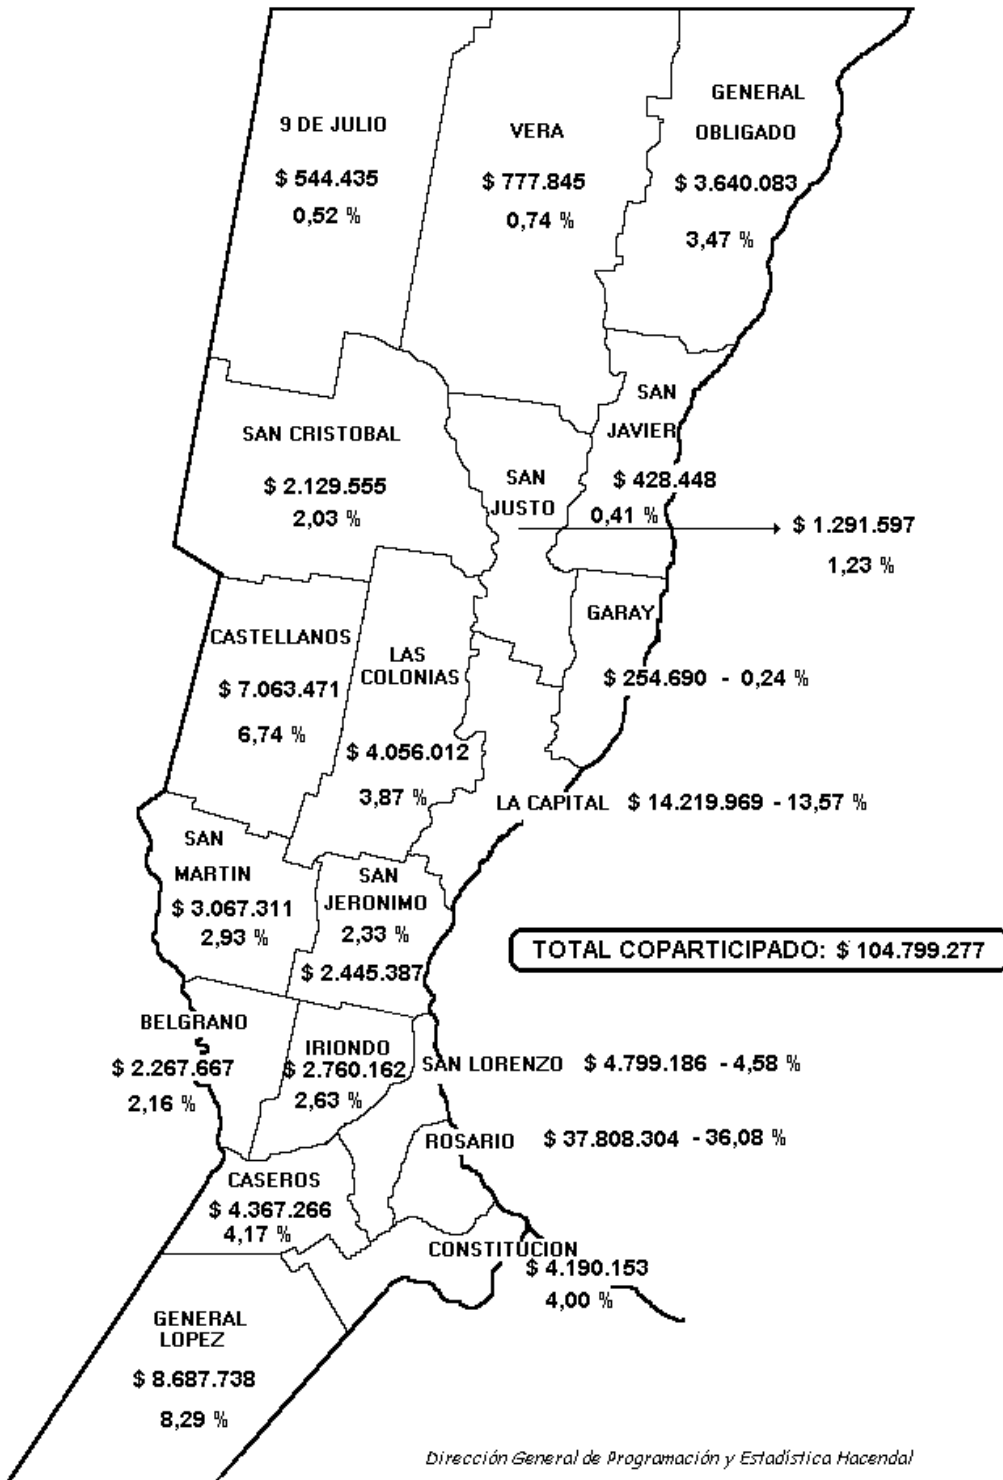 9 DE JULIO
$ 544.435
0,52 %
VERA
$ 777.845
0,74 %
GENERAL
OBLIGADO
$ 3.640.083
3,47 %
SAN CRISTOBAL
$ 2.129.555
2,03 %
SAN
JUSTO
$ 1.291.597
1,23 %
SAN
JAVIER
$ 428.448
0,41 %
CASTELLANOS
$ 7.063.471
6,74 %
LAS
COLONIAS
$ 4.056.012
3,87 %
GARAY
$ 254.690 - 0,24 %
LA CAPITAL $ 14.219.969 - 13,57 %
SAN
MARTIN
$ 3.067.311
2,93 %
SAN
JERONIMO
2,33 %
$ 2.445.387
TOTAL COPARTICIPADO: $ 104.799.277
BELGRANO
$ 2.267.667
2,16 %
IRIONDO
$ 2.760.162
2,63 %
SAN LORENZO $ 4.799.186 - 4,58 %
ROSARIO $ 37.808.304 - 36,08 %
CASEROS
$ 4.367.266
4,17 %
CONSTITUCION
$ 4.190.153
4,00 %
GENERAL
LOPEZ
$ 8.687.738
8,29 %
Dirección General de Programación y Estadística Hacendal